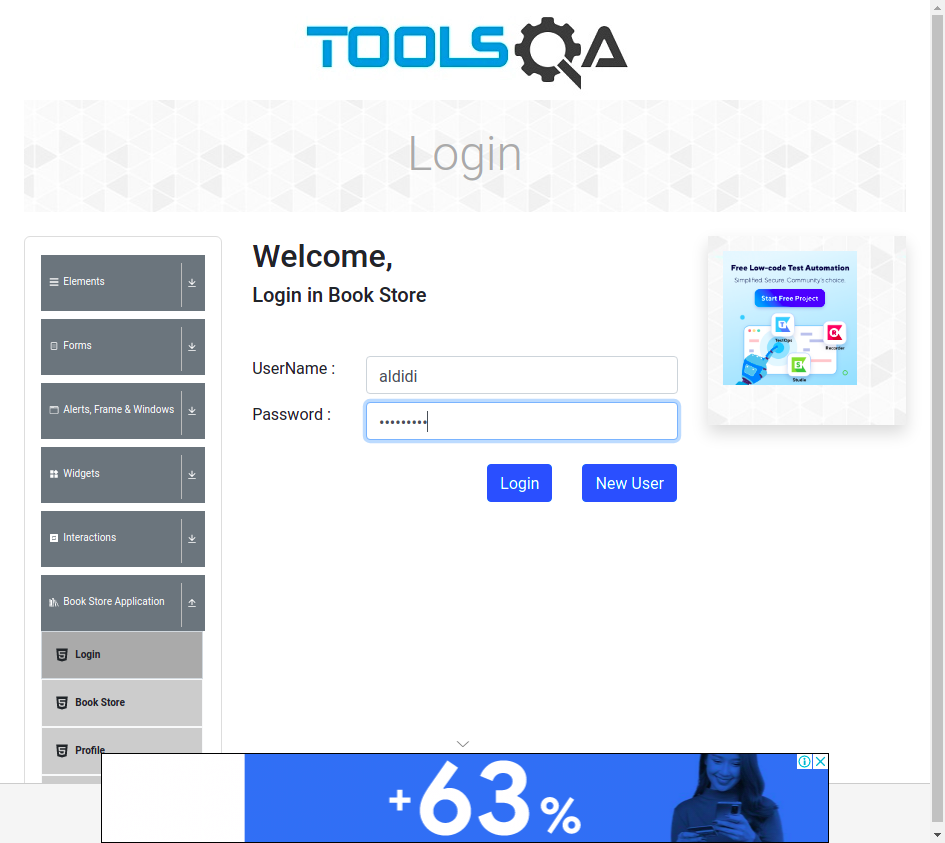 TOOLSQA
Login
Elements
Forms
Alerts, Frame & Windows
Widgets
Interactions
Book Store Application
Login
Book Store
Profile
Welcome,
Login in Book Store
UserName :
aldidi
Password :
•••••••••
Login
New User
Free Low-code Test Automation
Simplified. Secure. Community's choice.
Start Free Project
TestOps
Recorder
Studio
+63%